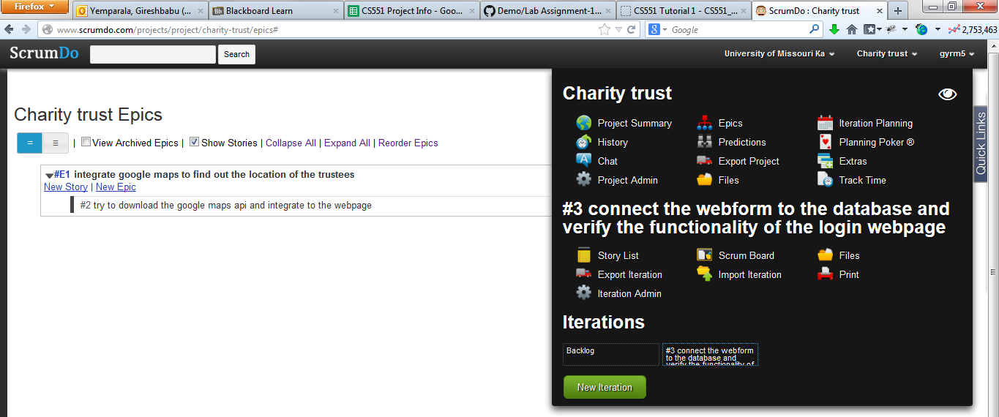 Firefox
Yemparala, Gireshbabu (...
Blackboard Learn
CS551 Project Info - Goo...
Demo/Lab Assignment-1...
CS551 Tutorial 1 - CS551_...
ScrumDo : Charity trust
www.scrumdo.com/projects/project/charity-trust/epics#
Google
2,753,463
ScrumDo
Search
University of Missouri Ka
Charity trust
gyrm5
Charity trust Epics
| View Archived Epics | Show Stories | Collapse All | Expand All | Reorder Epics
#E1 integrate google maps to find out the location of the trustees
New Story | New Epic
#2 try to download the google maps api and integrate to the webpage
Charity trust
Project Summary
Epics
Iteration Planning
History
Predictions
Planning Poker ®
Chat
Export Project
Extras
Project Admin
Files
Track Time
#3 connect the webform to the database and
verify the functionality of the login webpage
Story List
Scrum Board
Files
Export Iteration
Import Iteration
Print
Iteration Admin
Iterations
Backlog
#3 connect the webform
to the database and
verify the functionality of
New Iteration
Quick Links